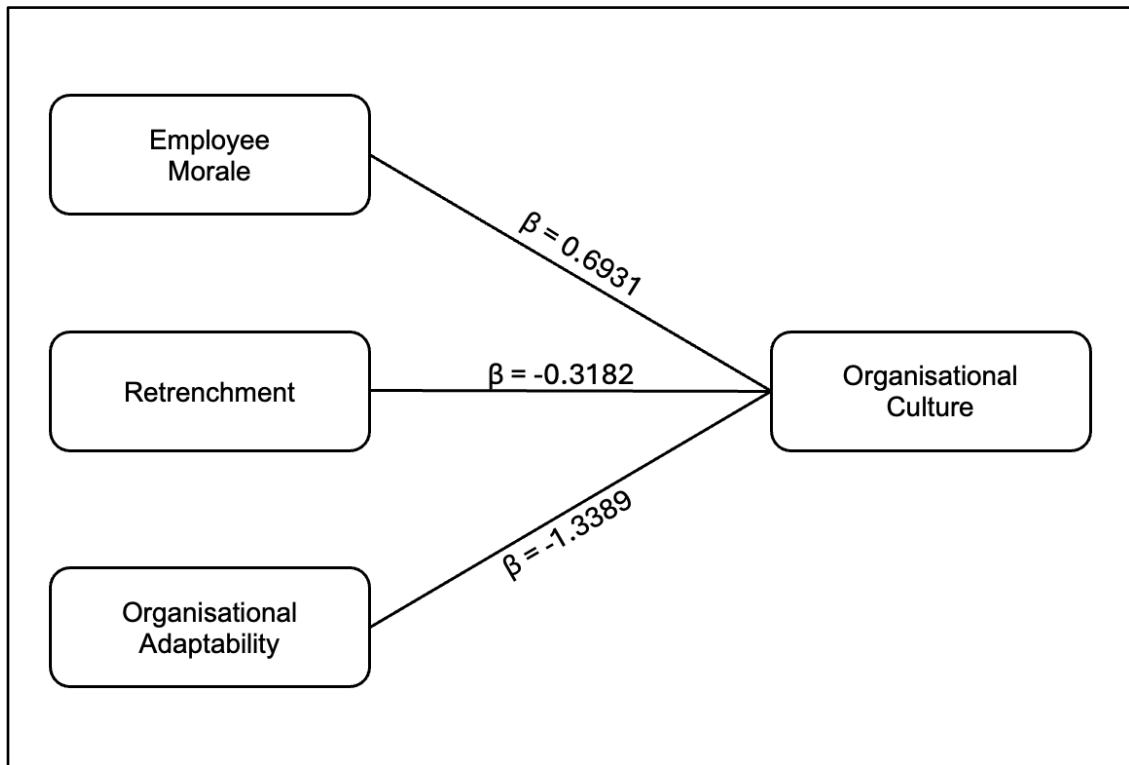 Employee
Morale
β = 0.6931
Retrenchment
β = -0.3182
Organisational
Culture
β = -1.3389
Organisational
Adaptability